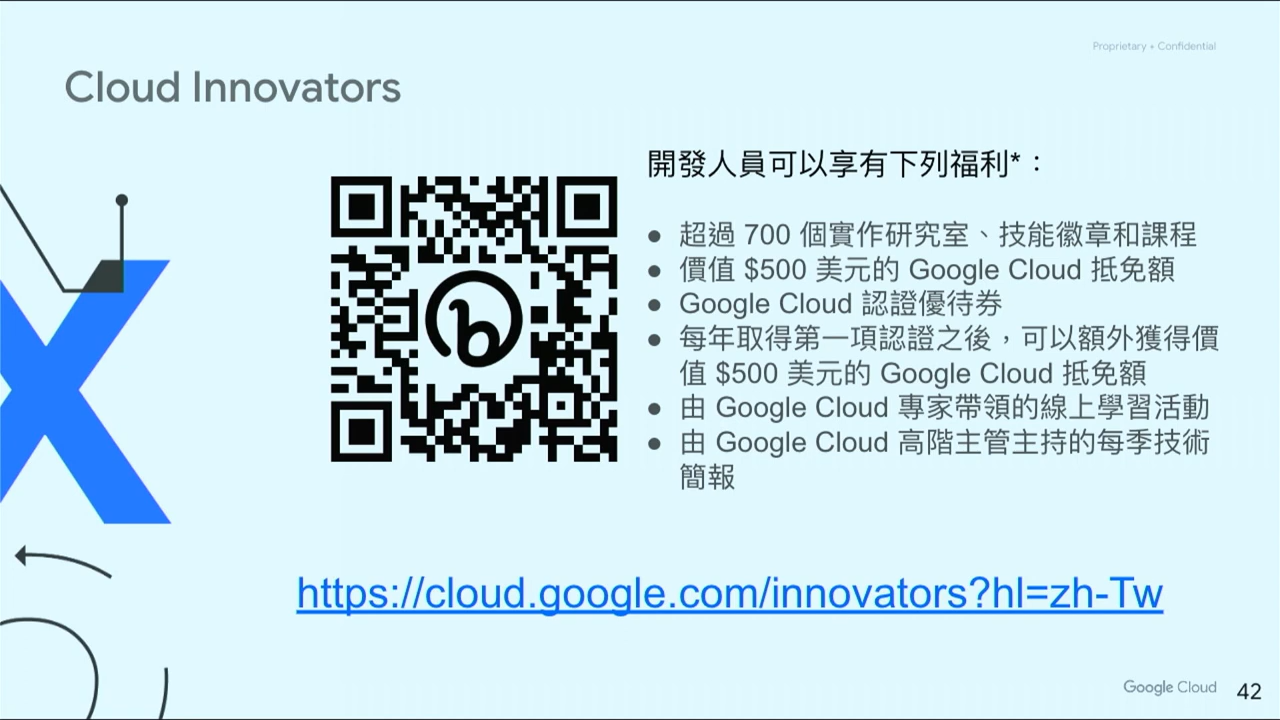 Proprietary + Confidential
Cloud Innovators
開發人員可以享有下列福利*：
● 超過 700 個實作研究室、技能徽章和課程
● 價值 $500 美元的 Google Cloud 抵免額
● Google Cloud 認證優待券
● 每年取得第一項認證之後，可以額外獲得價
值 $500 美元的 Google Cloud 抵免額
● 由 Google Cloud 專家帶領的線上學習活動
● 由 Google Cloud 高階主管主持的每季技術
簡報
https://cloud.google.com/innovators?hl=zh-Tw
Google Cloud
42